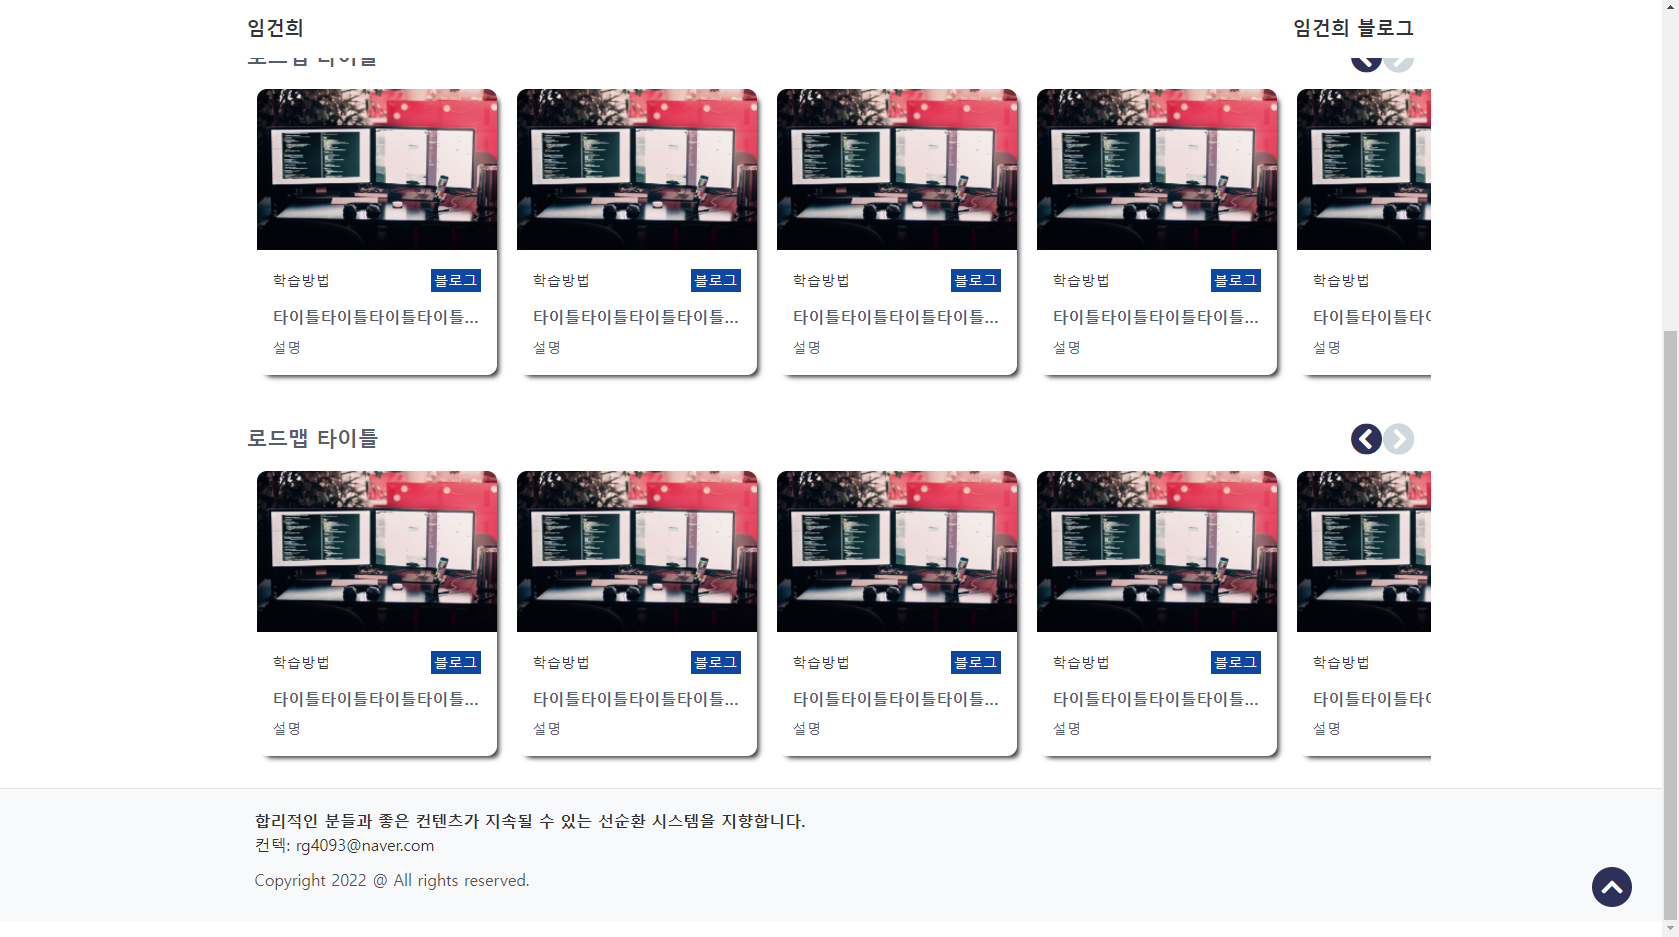 임건희
임건희 블로그
로드맵 타이틀
학습방법 블로그
타이틀타이틀타이틀타이틀...
설명
학습방법 블로그
타이틀타이틀타이틀타이틀...
설명
학습방법 블로그
타이틀타이틀타이틀타이틀...
설명
학습방법 블로그
타이틀타이틀타이틀타이틀...
설명
학습방법
타이틀타이틀타이
설명
로드맵 타이틀
학습방법 블로그
타이틀타이틀타이틀타이틀...
설명
학습방법 블로그
타이틀타이틀타이틀타이틀...
설명
학습방법 블로그
타이틀타이틀타이틀타이틀...
설명
학습방법 블로그
타이틀타이틀타이틀타이틀...
설명
학습방법
타이틀타이틀타이
설명
합리적인 분들과 좋은 컨텐츠가 지속될 수 있는 선순환 시스템을 지향합니다.
컨텍: rg4093@naver.com
Copyright 2022 @ All rights reserved.